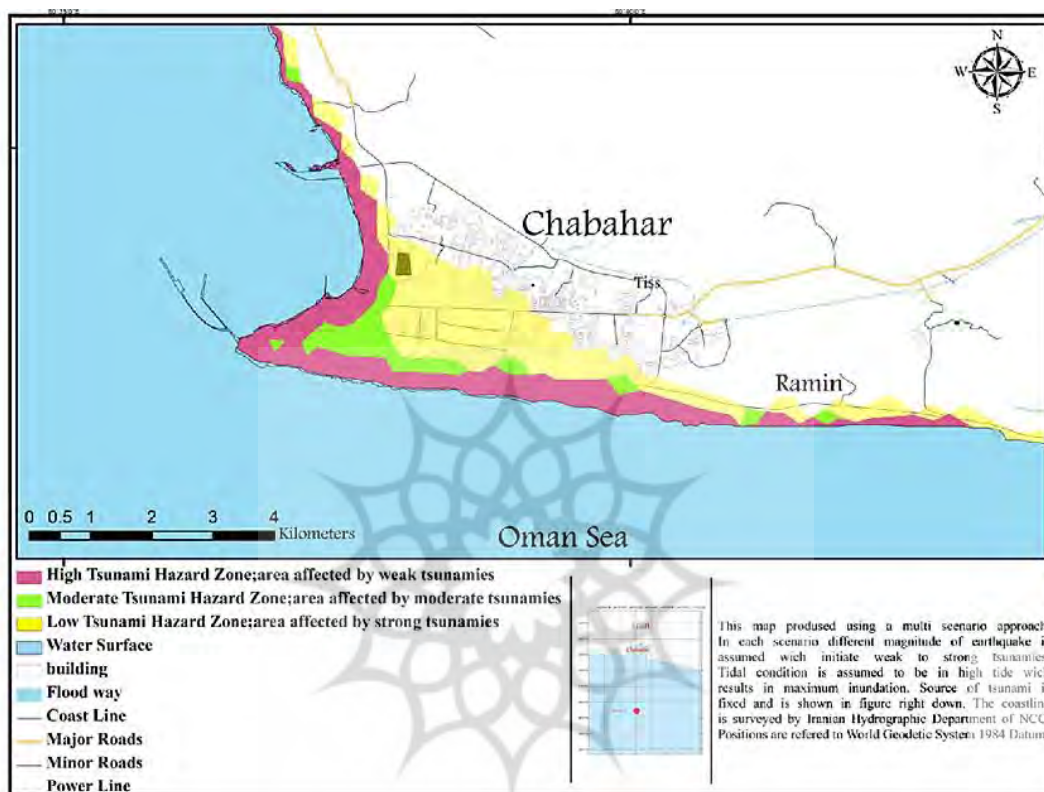 N
W E
S
Chabahar
Tiss
Ramin
Oman Sea
0 0.5 1 2 3 4
Kilometers
High Tsunami Hazard Zone;area affected by weak tsunamies
Moderate Tsunami Hazard Zone;area affected by moderate tsunamies
Low Tsunami Hazard Zone;area affected by strong tsunamies
Water Surface
building
Flood way
Coast Line
Major Roads
Minor Roads
Power Line
This map prodused using a multi scenario approach
In each scenario different magnitude of earthquake i
assumed wich initiate weak to strong tsunamies
Tidal condition is assumed to be in high tide wich
results in maximum inundation. Source of tsunami i
fixed and is shown in figure right down. The coastlin
is surveyed by Iranian Hydrographic Department of NCC
Positions are refered to World Geodetic System 1984 Datum